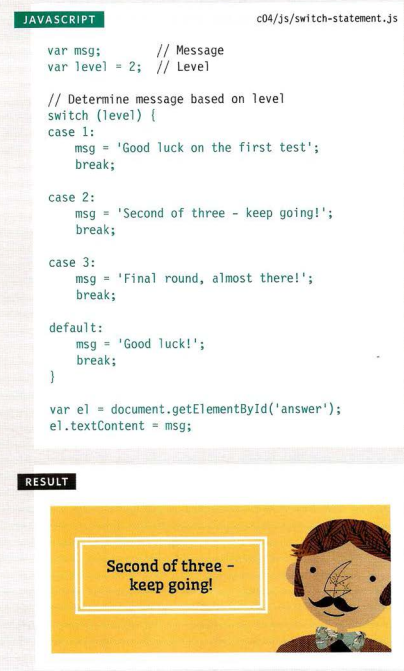 JAVASCRIPT
c04/js/switch-statement.js
var msg;         // Message
var level = 2;  // Level
// Determine message based on level
switch (level) {
case 1:
    msg = 'Good luck on the first test';
    break;
case 2:
    msg = 'Second of three - keep going!';
    break;
case 3:
    msg = 'Final round, almost there!';
    break;
default:
    msg = 'Good luck!';
    break;
}
var el = document.getElementById('answer');
el.textContent = msg;
RESULT
Second of three –
keep going!